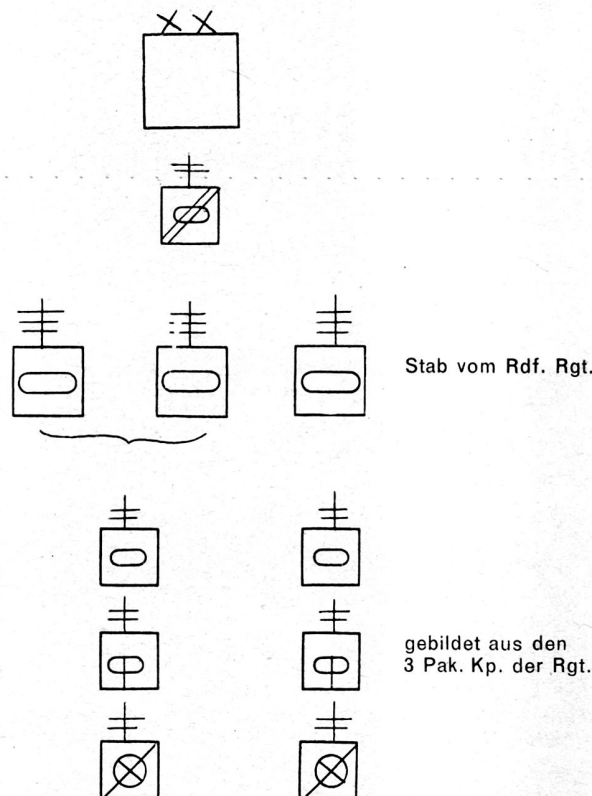 Stab vom Rdf. Rgt.
gebildet aus den
3 Pak. Kp. der Rgt.